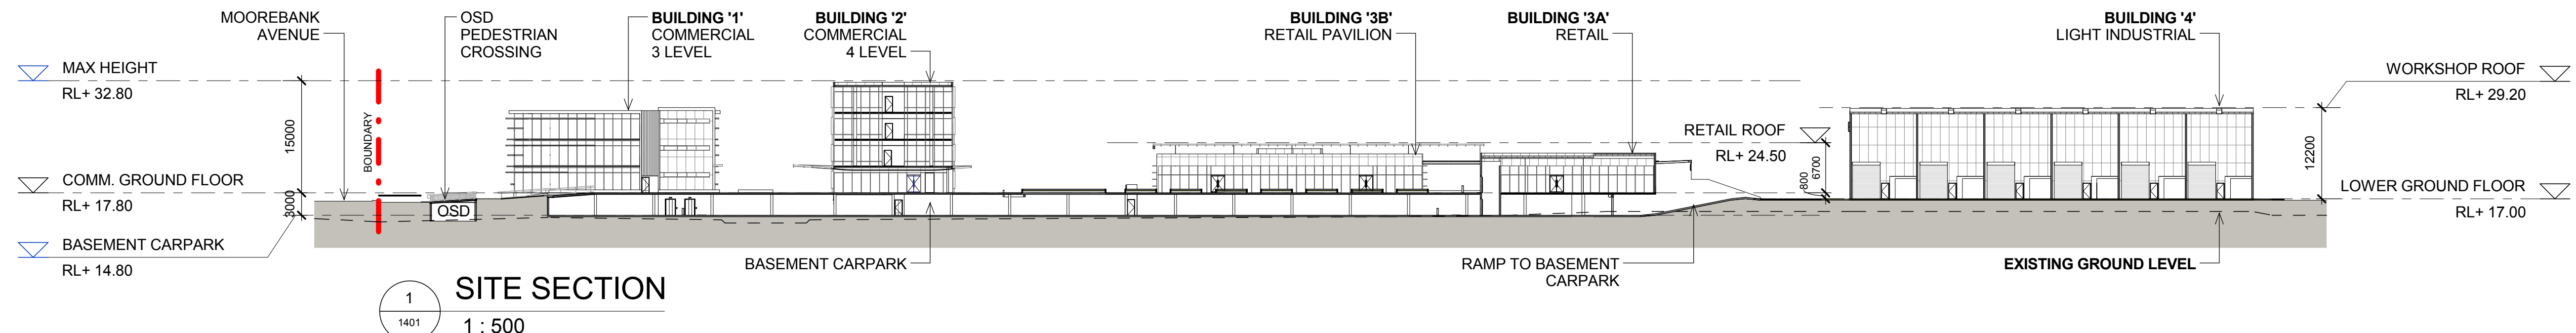 MOOREBANK
AVENUE
OSD
PEDESTRIAN
CROSSING
BUILDING '1'
COMMERCIAL
3 LEVEL
BUILDING '2'
COMMERCIAL
4 LEVEL
BUILDING '3B'
RETAIL PAVILION
BUILDING '3A'
RETAIL
BUILDING '4'
LIGHT INDUSTRIAL
MAX HEIGHT
RL+ 32.80
WORKSHOP ROOF
RL+ 29.20
15000
BOUNDARY
RETAIL ROOF
RL+ 24.50
6700
800
12200
COMM. GROUND FLOOR
RL+ 17.80
3000
OSD
LOWER GROUND FLOOR
RL+ 17.00
BASEMENT CARPARK
RL+ 14.80
BASEMENT CARPARK
RAMP TO BASEMENT
CARPARK
EXISTING GROUND LEVEL
1
1401
SITE SECTION
1 : 500